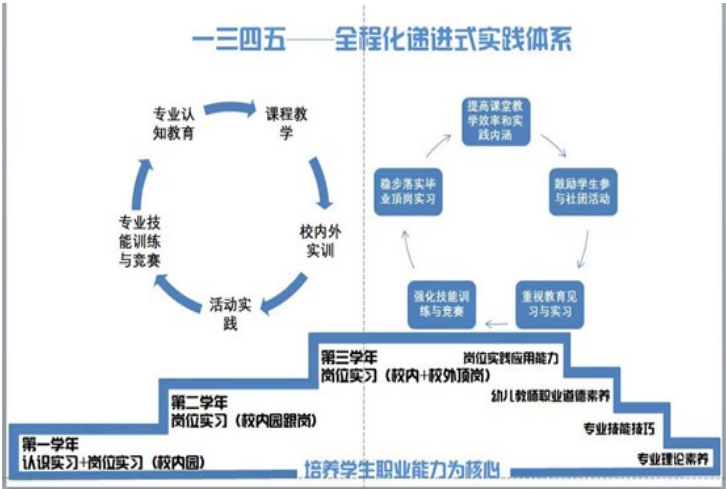 一三四五——全程化递进式实践体系
专业认
知教育
课程教
学
校内外
实训
活动实
践
专业技
能训练
与竞赛
提高课堂教
学效率和实
践内涵
鼓励学生参
与社团活动
重视教育见
习与实习
强化技能训
练与竞赛
稳步落实毕
业顶岗实习
第一学年
认识实习+岗位实习（校内园）
第二学年
岗位实习（校内园跟岗）
第三学年
岗位实习（校内+校外顶岗）
岗位实践应用能力
幼儿教师职业道德素养
专业技能技巧
专业理论素养
培养学生职业能力为核心